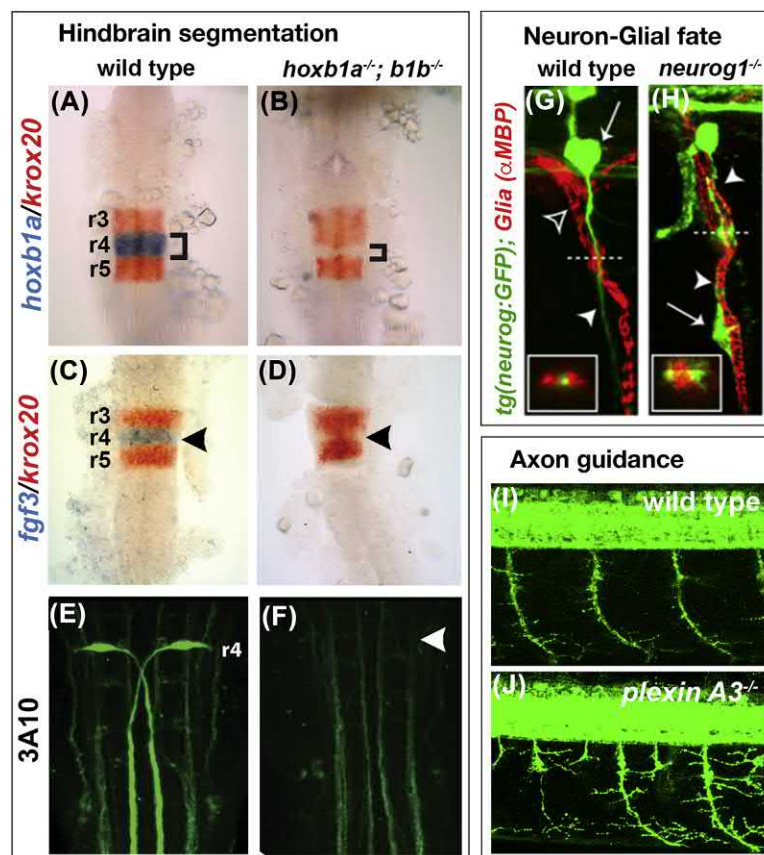 Hindbrain segmentation
wild type
hoxb1a-/-; b1b-/-
hoxb1a/krox20
(A)
r3
r4
r5
(B)
fgf3/krox20
(C)
r3
r4
r5
(D)
3A10
(E)
r4
(F)
Neuron-Glial fate
wild type
neurog1-/-
tg(neurog:GFP); Glia (αMBP)
(G)
(H)
Axon guidance
(I)
wild type
(J)
plexin A3-/-